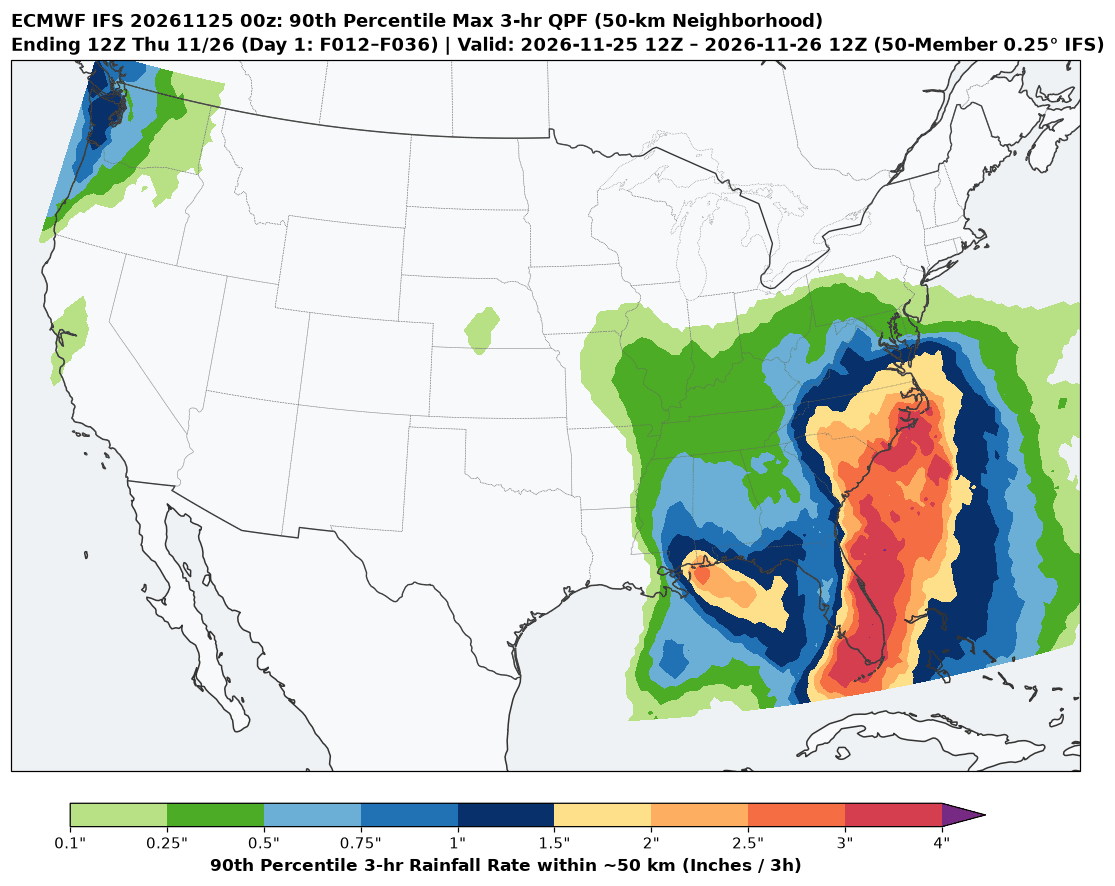 ECMWF IFS 20261125 00z: 90th Percentile Max 3-hr QPF (50-km Neighborhood)
Ending 12Z Thu 11/26 (Day 1: F012–F036) | Valid: 2026-11-25 12Z – 2026-11-26 12Z (50-Member 0.25° IFS)
0.1" 0.25" 0.5" 0.75" 1" 1.5" 2" 2.5" 3" 4"
90th Percentile 3-hr Rainfall Rate within ~50 km (Inches / 3h)